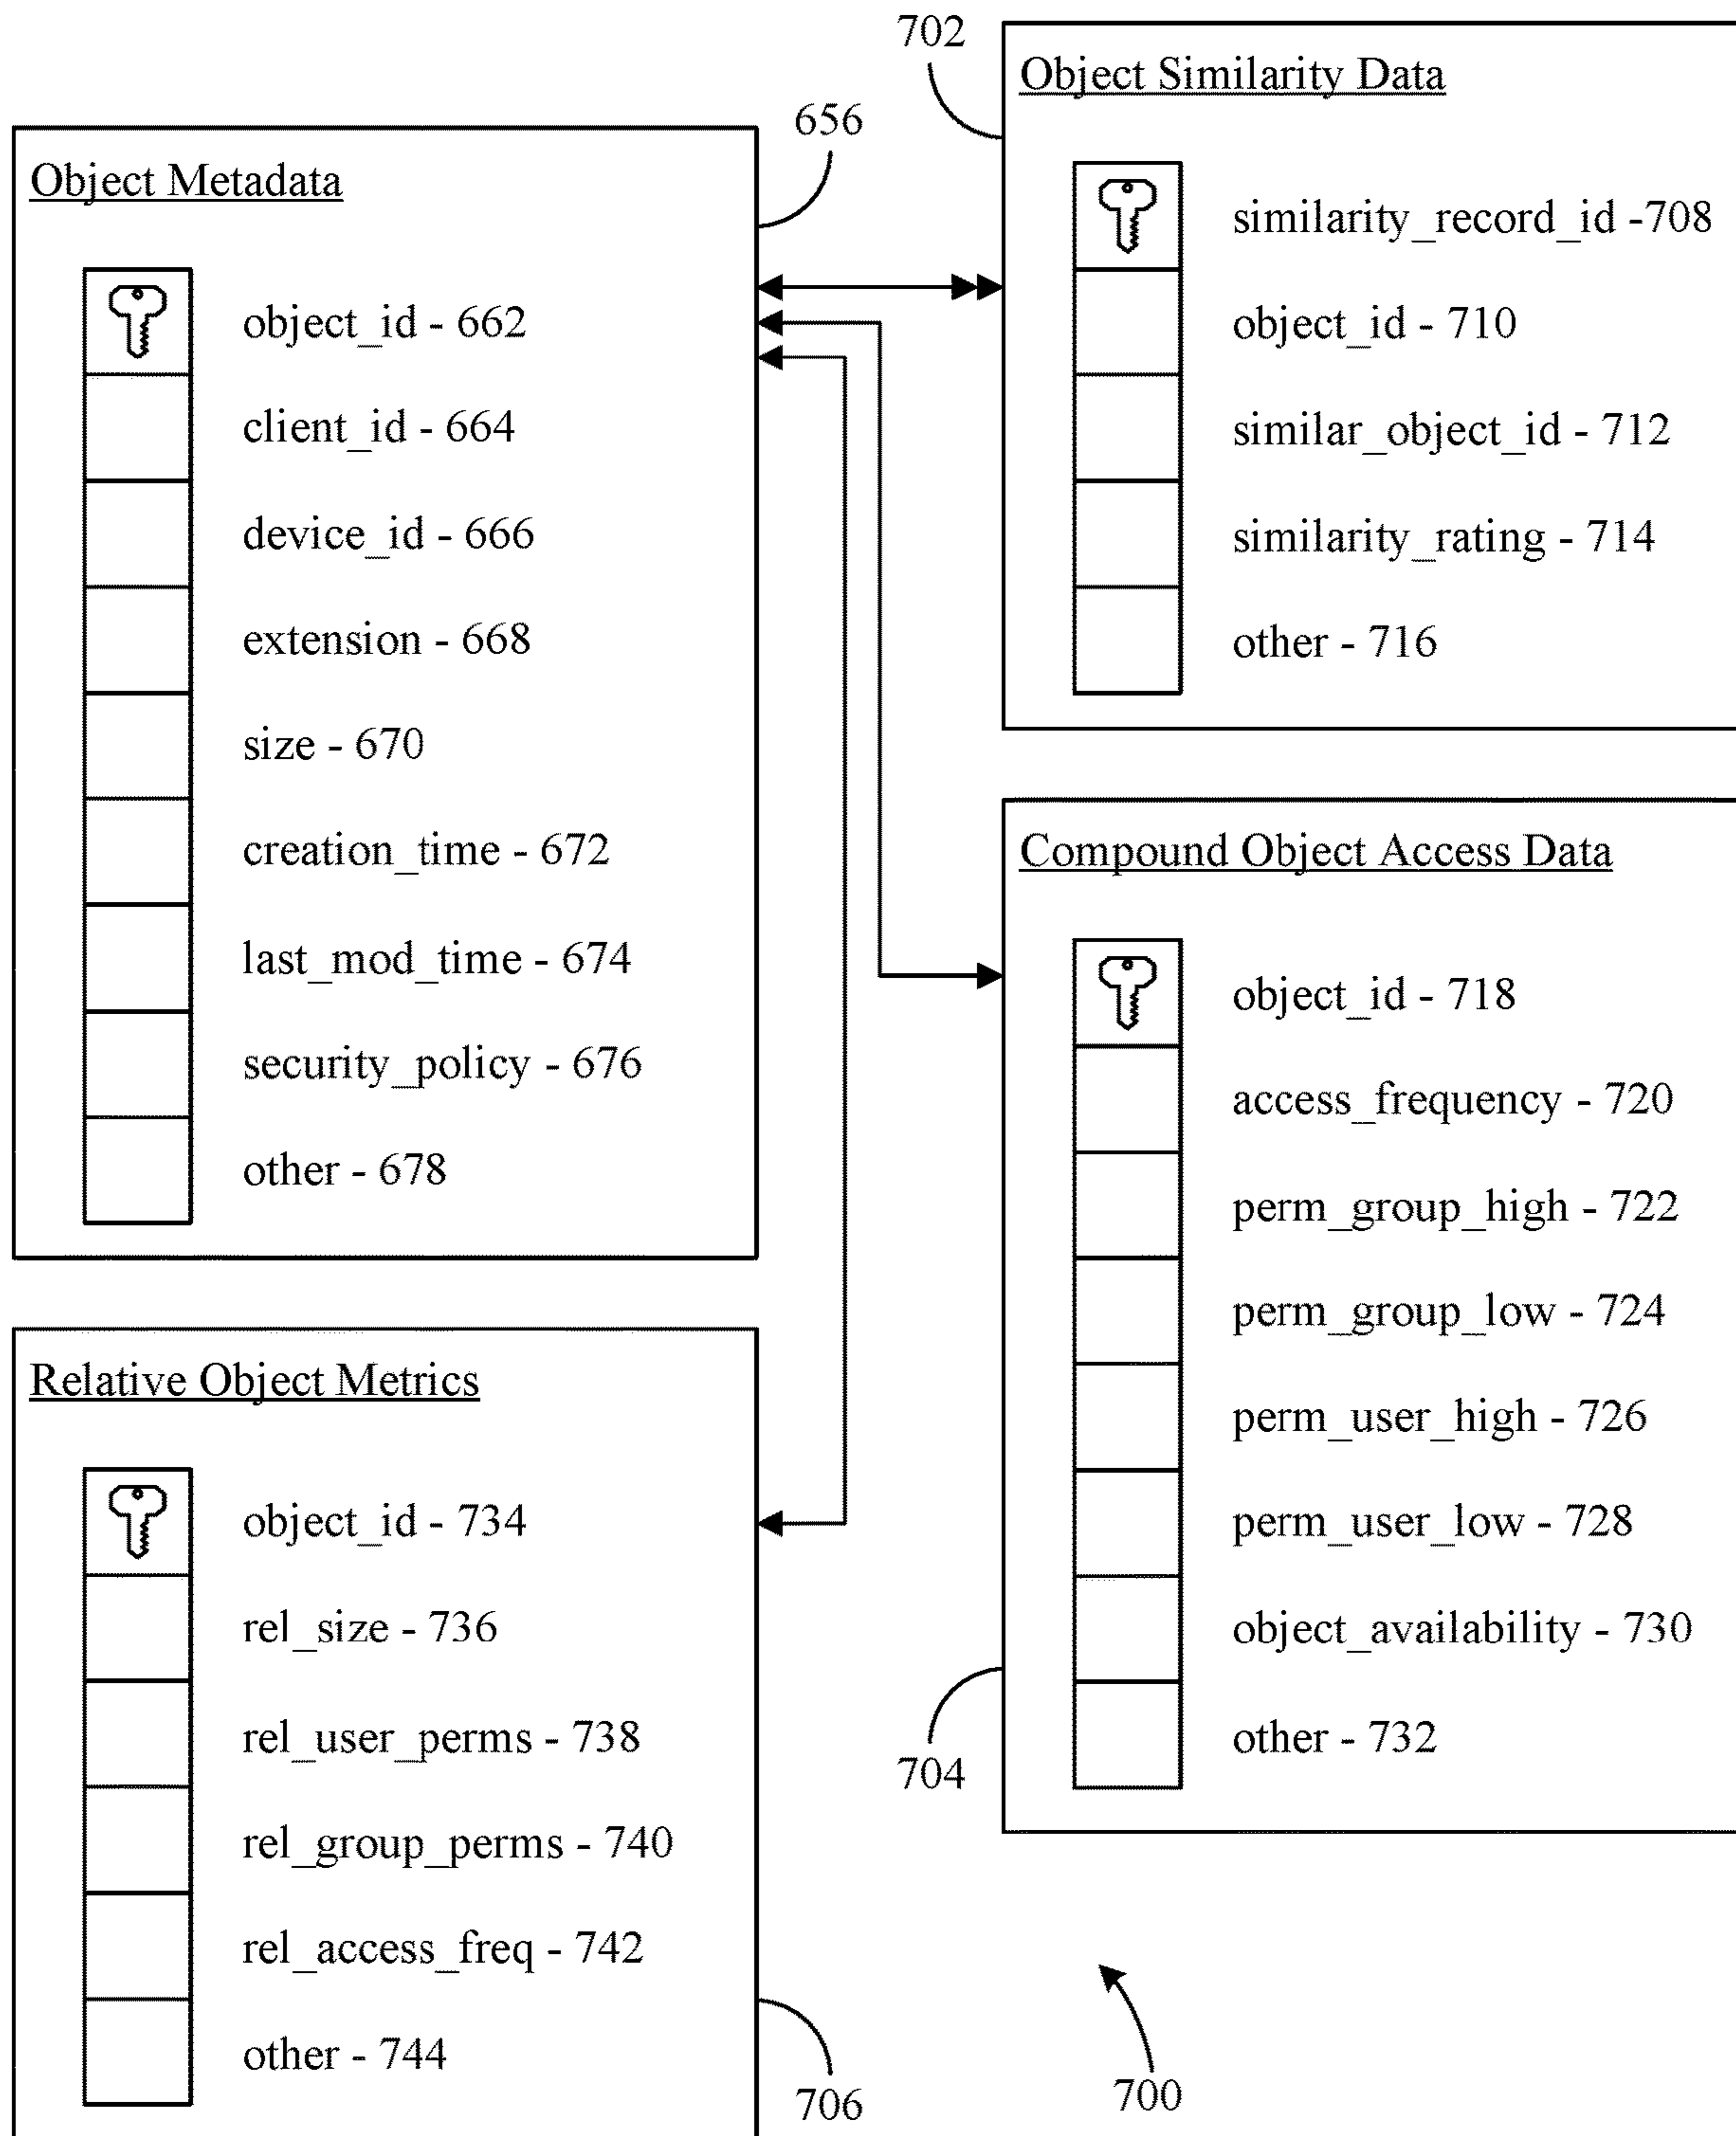 656
Object Metadata
object_id - 662
client_id - 664
device_id - 666
extension - 668
size - 670
creation_time - 672
last_mod_time - 674
security_policy - 676
other - 678
702
Object Similarity Data
similarity_record_id -708
object_id - 710
similar_object_id - 712
similarity_rating - 714
other - 716
Compound Object Access Data
object_id - 718
access_frequency - 720
perm_group_high - 722
perm_group_low - 724
perm_user_high - 726
perm_user_low - 728
object_availability - 730
other - 732
704
Relative Object Metrics
object_id - 734
rel_size - 736
rel_user_perms - 738
rel_group_perms - 740
rel_access_freq - 742
other - 744
706
700